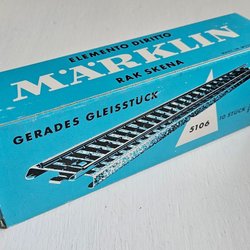 ELEMENTO DIRITTO
MÄRKLIN
RAK SKENA
GERADES GLEISSTÜCK
5106
10 STÜCK